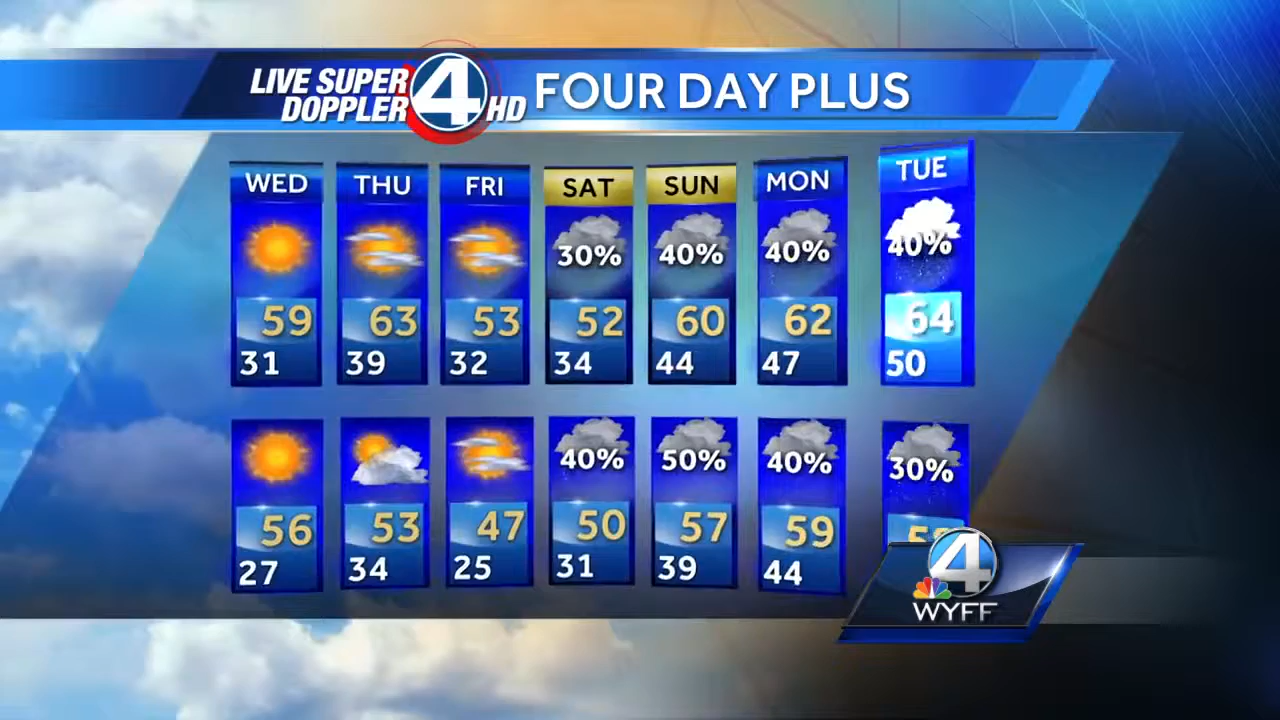 LIVE SUPER
DOPPLER 4 HD FOUR DAY PLUS
WED THU FRI SAT SUN MON TUE
30% 40% 40% 40%
59 63 53 52 60 62 64
31 39 32 34 44 47 50
40% 50% 40% 30%
56 53 47 50 57 59
27 34 25 31 39 44
4
WYFF